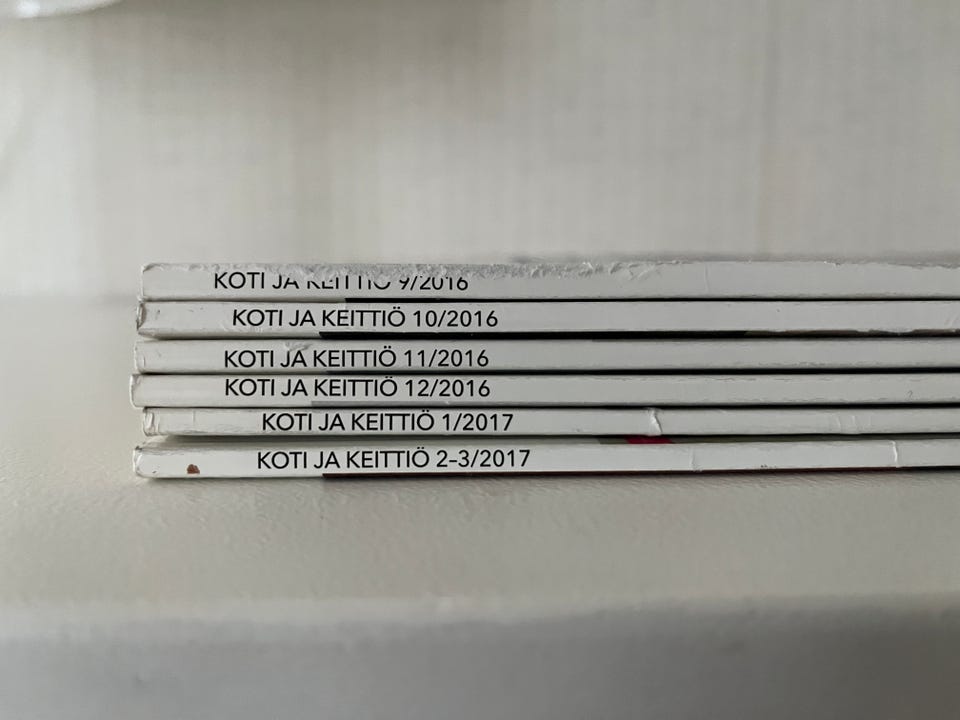 KOTI JA KEITTIÖ 9/2016
KOTI JA KEITTIÖ 10/2016
KOTI JA KEITTIÖ 11/2016
KOTI JA KEITTIÖ 12/2016
KOTI JA KEITTIÖ 1/2017
KOTI JA KEITTIÖ 2-3/2017